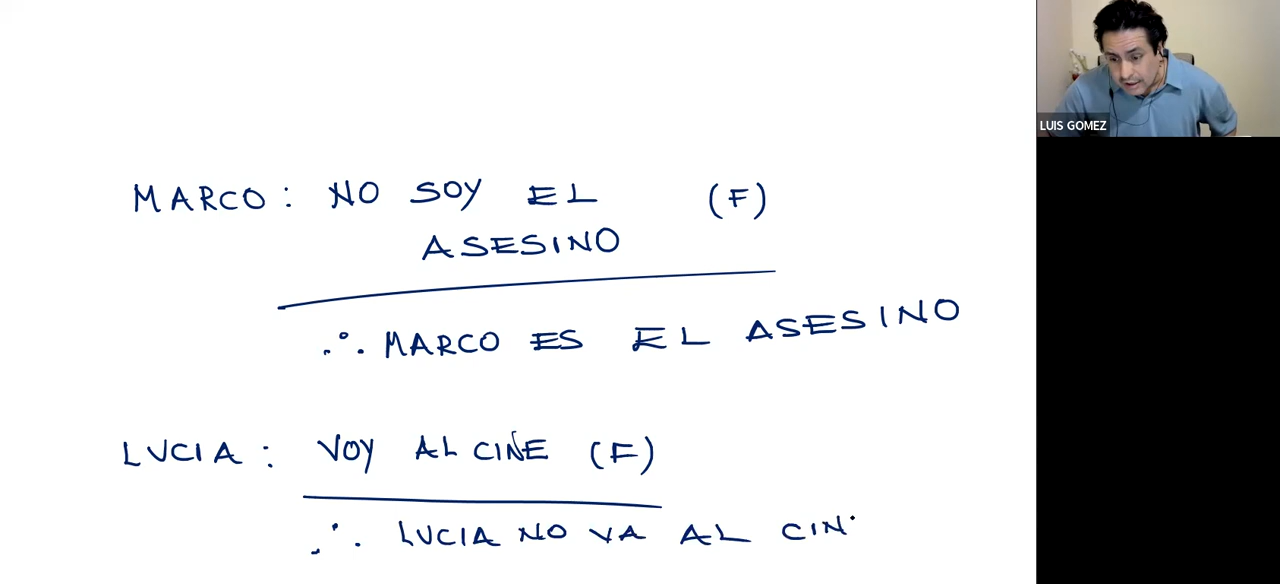 LUIS GOMEZ
MARCO: NO SOY EL (F)
ASESINO
∴ MARCO ES EL ASESINO
LUCIA: VOY AL CINE (F)
∴ LUCIA NO VA AL CIN